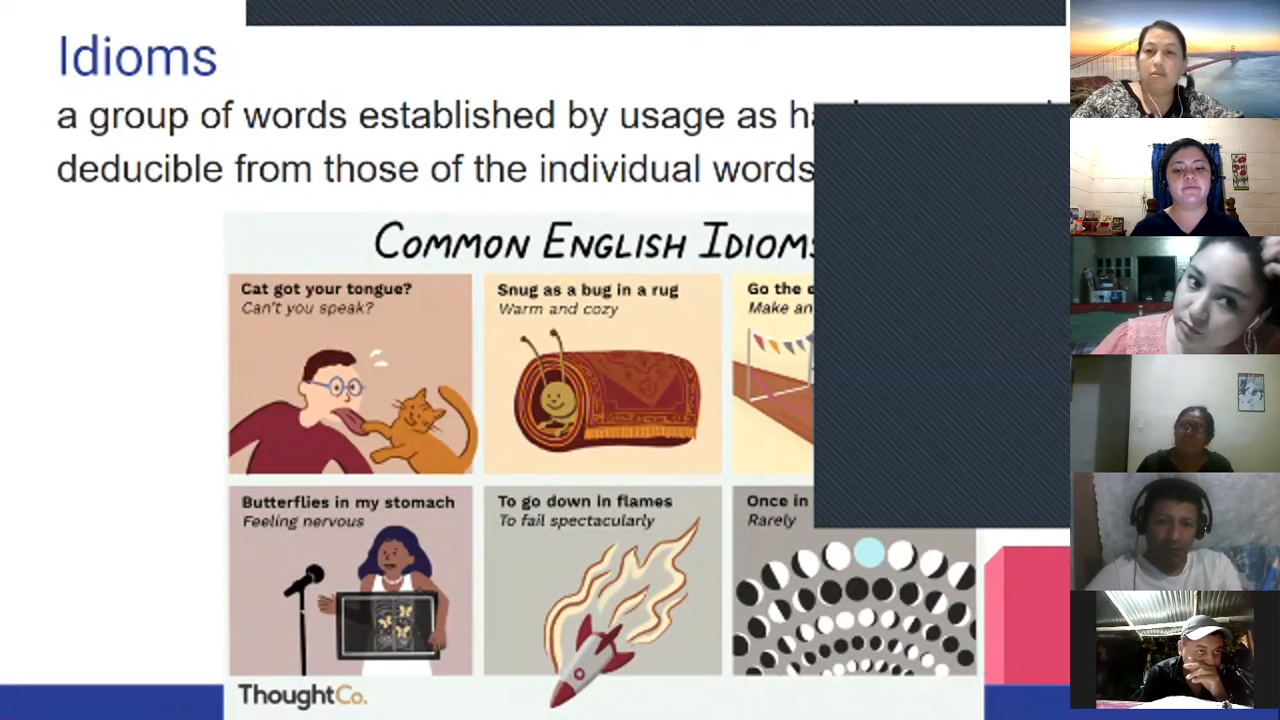 Idioms
a group of words established by usage as
deducible from those of the individual words
COMMON ENGLISH IDIOMS
Cat got your tongue?
Can't you speak?
Snug as a bug in a rug
Warm and cozy
Go the
Make an
Butterflies in my stomach
Feeling nervous
To go down in flames
To fail spectacularly
Once in
Rarely
ThoughtCo.